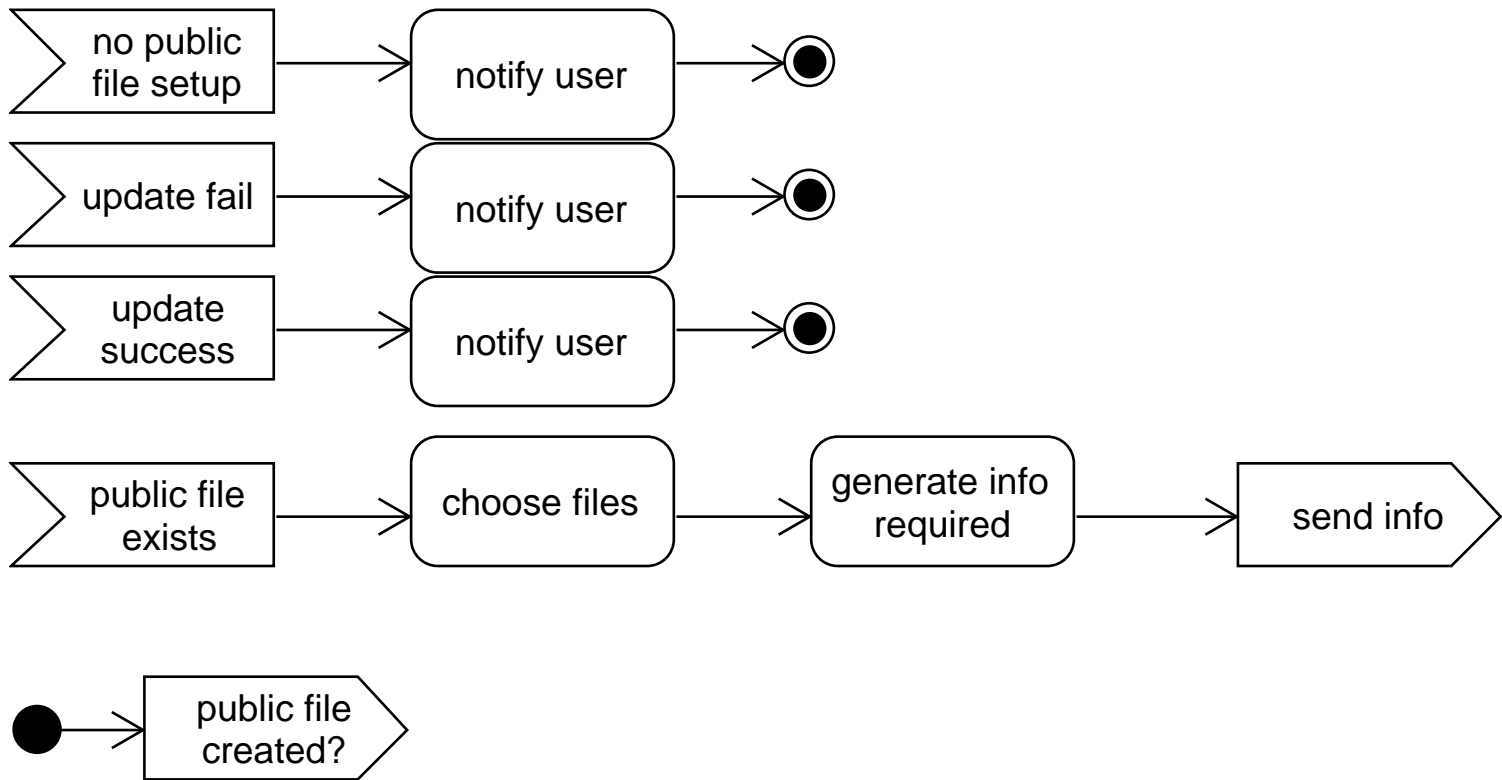 no public
file setup
notify user
update fail
notify user
update
success
notify user
public file
exists
choose files
generate info
required
send info
public file
created?